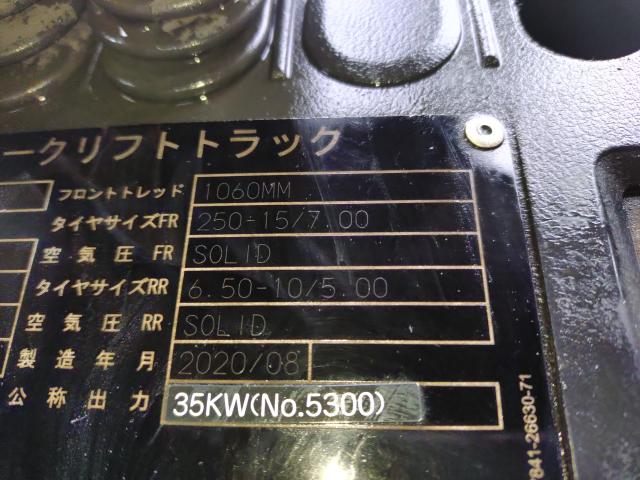 ークリフトトラック
フロントトレッド 1060MM
タイヤサイズFR 250-15/7.00
空気圧 FR SOLID
タイヤサイズRR 6.50-10/5.00
空気圧 RR SOLID
製造年月 2020/08
公称出力 35KW(No.5300)
7841-26630-71